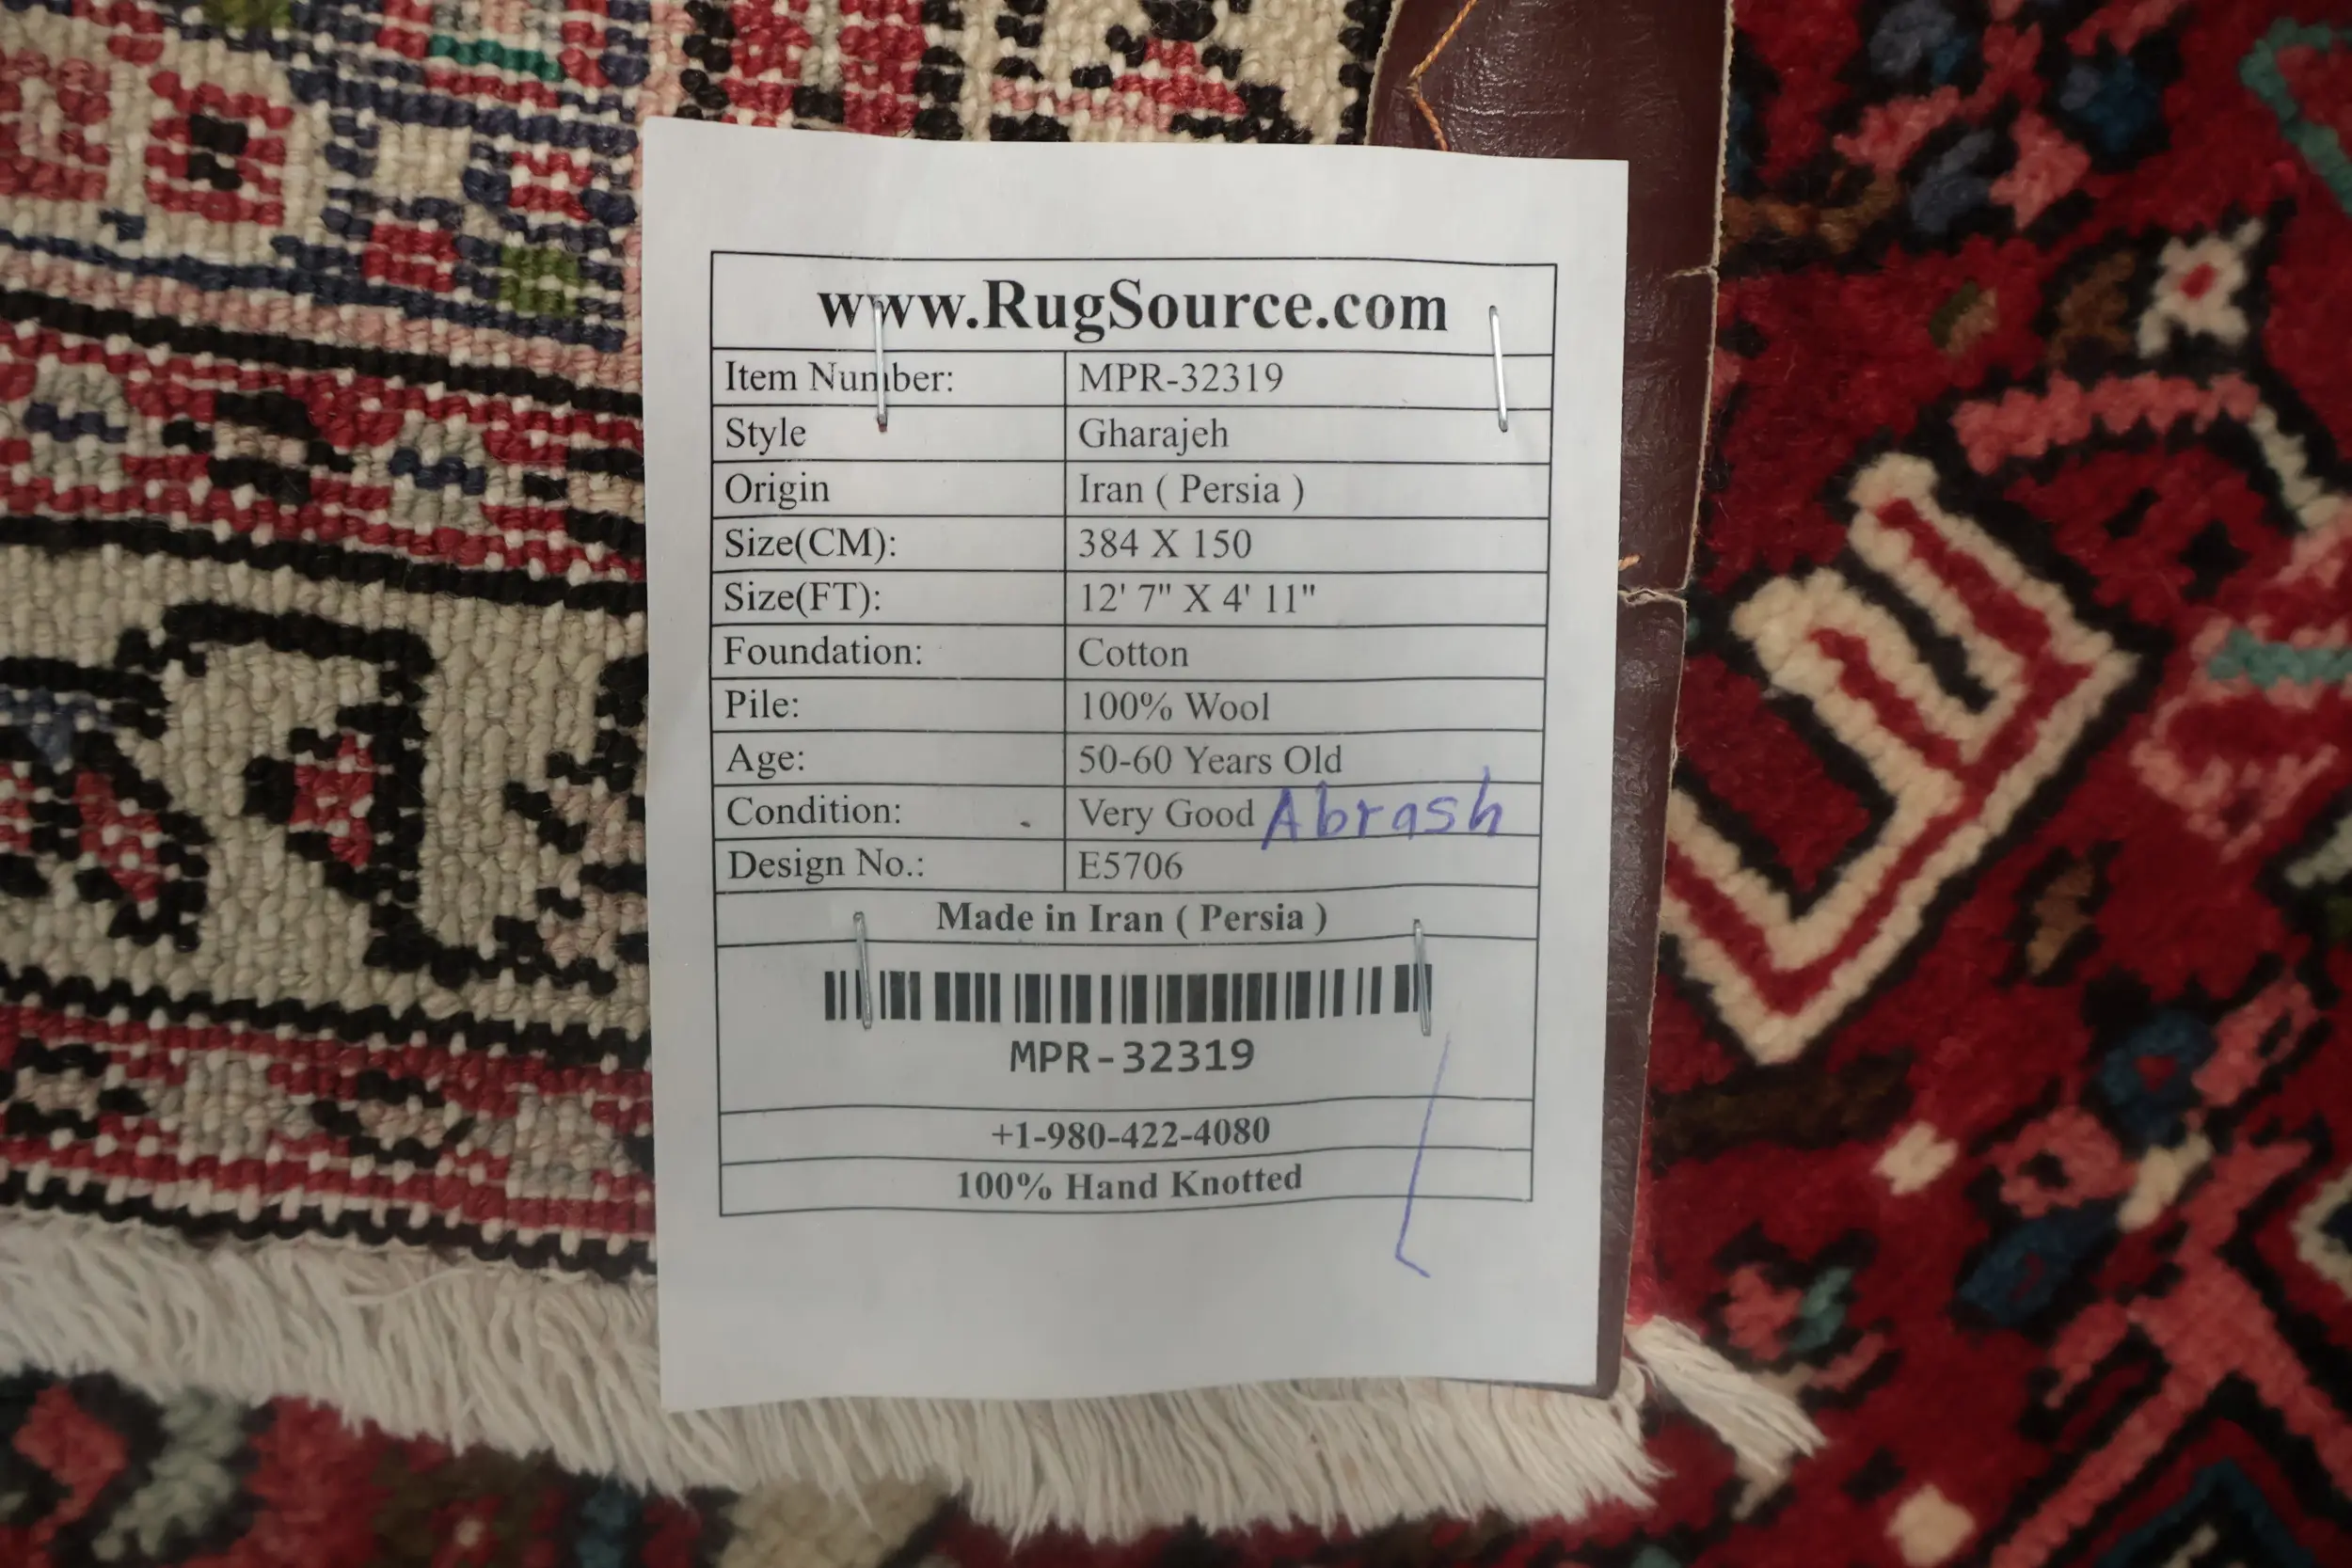 www.RugSource.com
Item Number: MPR-32319
Style Gharajeh
Origin Iran ( Persia )
Size(CM): 384 X 150
Size(FT): 12' 7" X 4' 11"
Foundation: Cotton
Pile: 100% Wool
Age: 50-60 Years Old
Condition: Very Good Abrash
Design No.: E5706
Made in Iran ( Persia )
MPR-32319
+1-980-422-4080
100% Hand Knotted